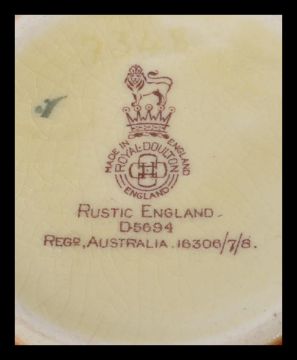 MADE IN ENGLAND
ROYAL·DOULTON
ENGLAND
RUSTIC ENGLAND.
D5694
REGD, AUSTRALIA. 16306/7/8.